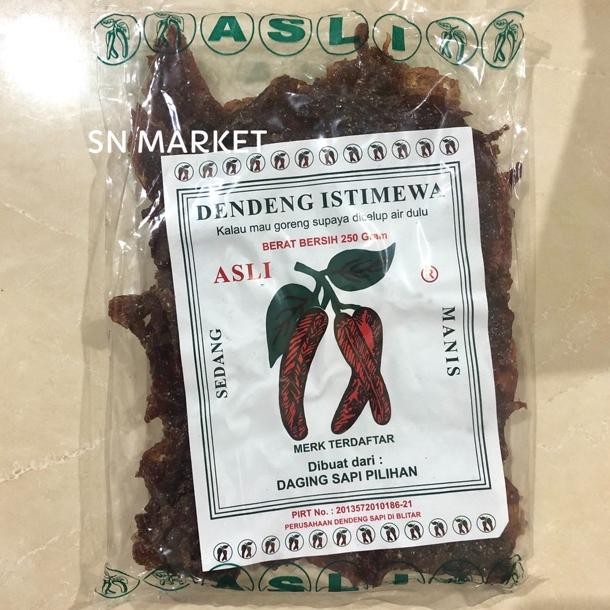 ASLI
SN MARKET
DENDENG ISTIMEWA
Kalau mau goreng supaya dicelup air dulu
BERAT BERSIH 250 Gram
ASLI ®
SEDANG
MANIS
MERK TERDAFTAR
Dibuat dari :
DAGING SAPI PILIHAN
PIRT No. : 2013572010186-21
PERUSAHAAN DENDENG SAPI DI BLITAR
ASLI